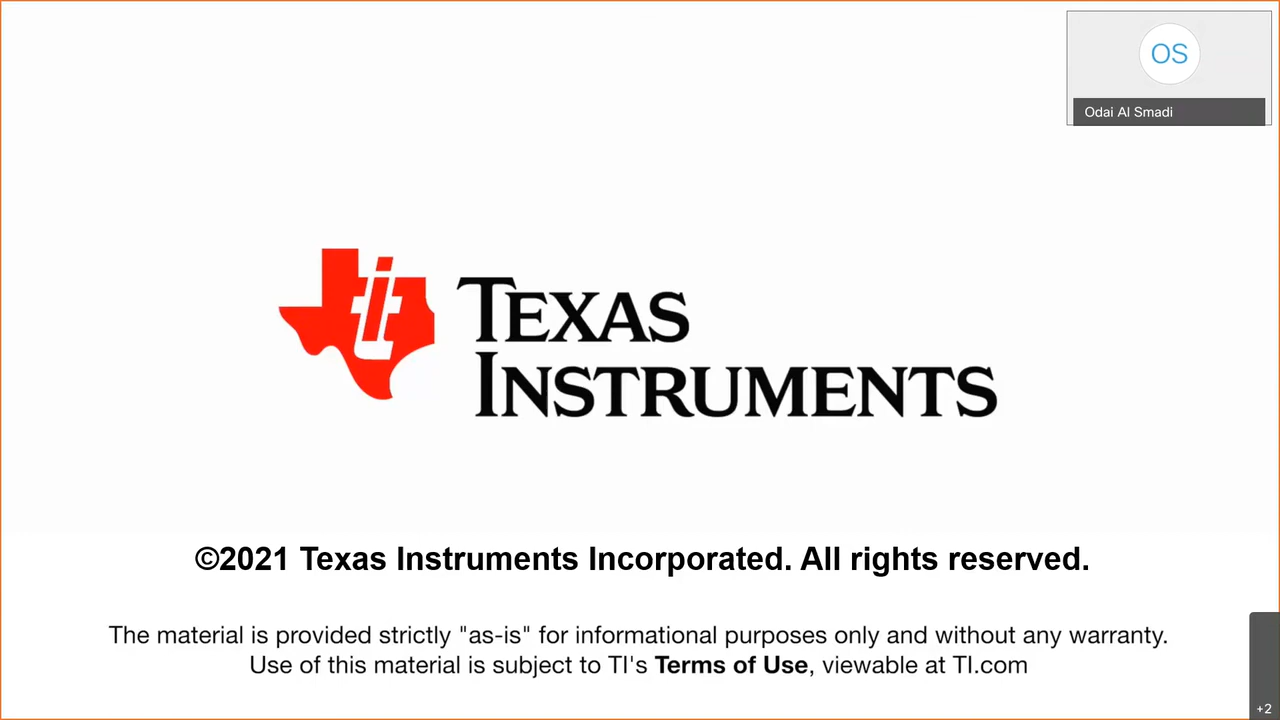 OS
Odai Al Smadi
ti
TEXAS
INSTRUMENTS
©2021 Texas Instruments Incorporated. All rights reserved.
The material is provided strictly "as-is" for informational purposes only and without any warranty.
Use of this material is subject to TI's Terms of Use, viewable at TI.com
+2